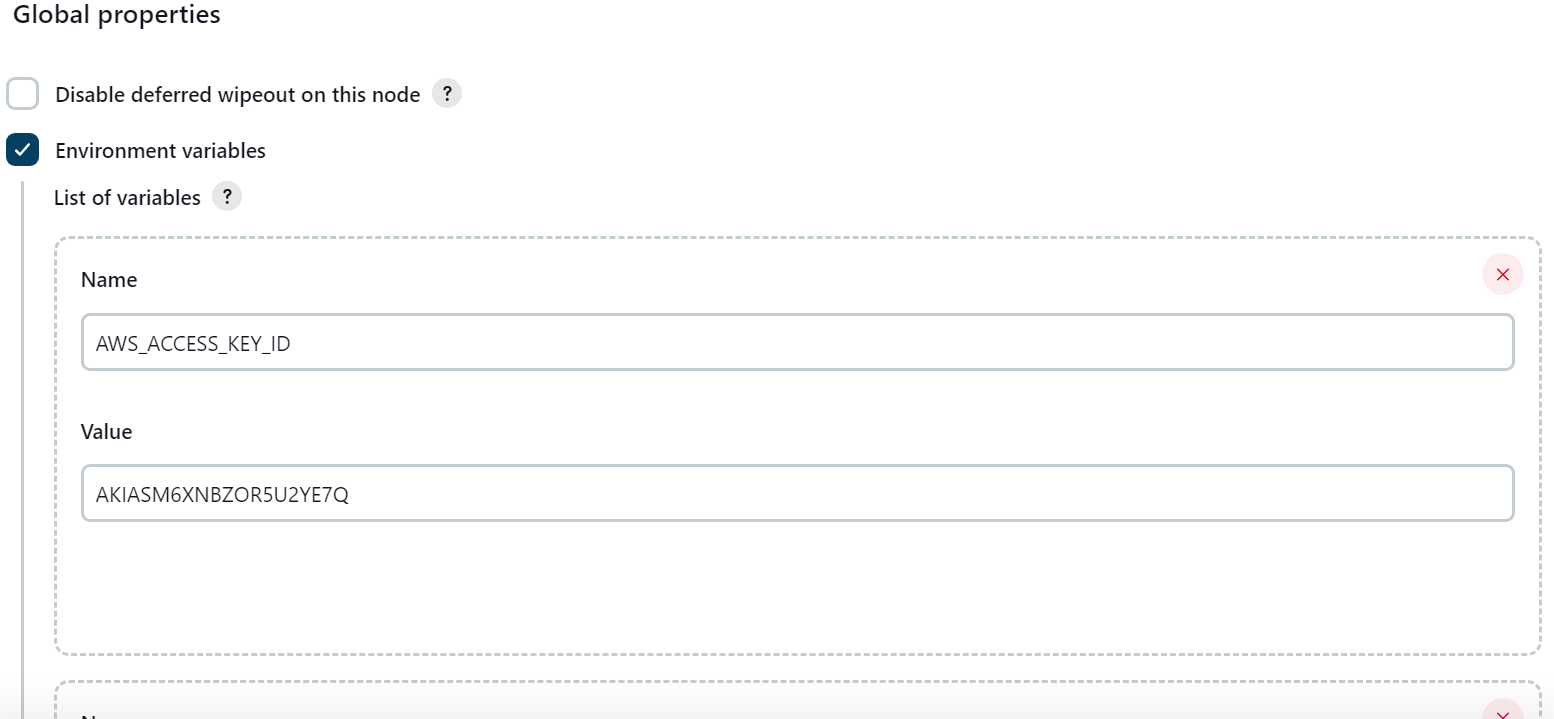 Global properties
Disable deferred wipeout on this node ?
Environment variables
List of variables ?
Name
AWS_ACCESS_KEY_ID
Value
AKIASM6XNBZOR5U2YE7Q